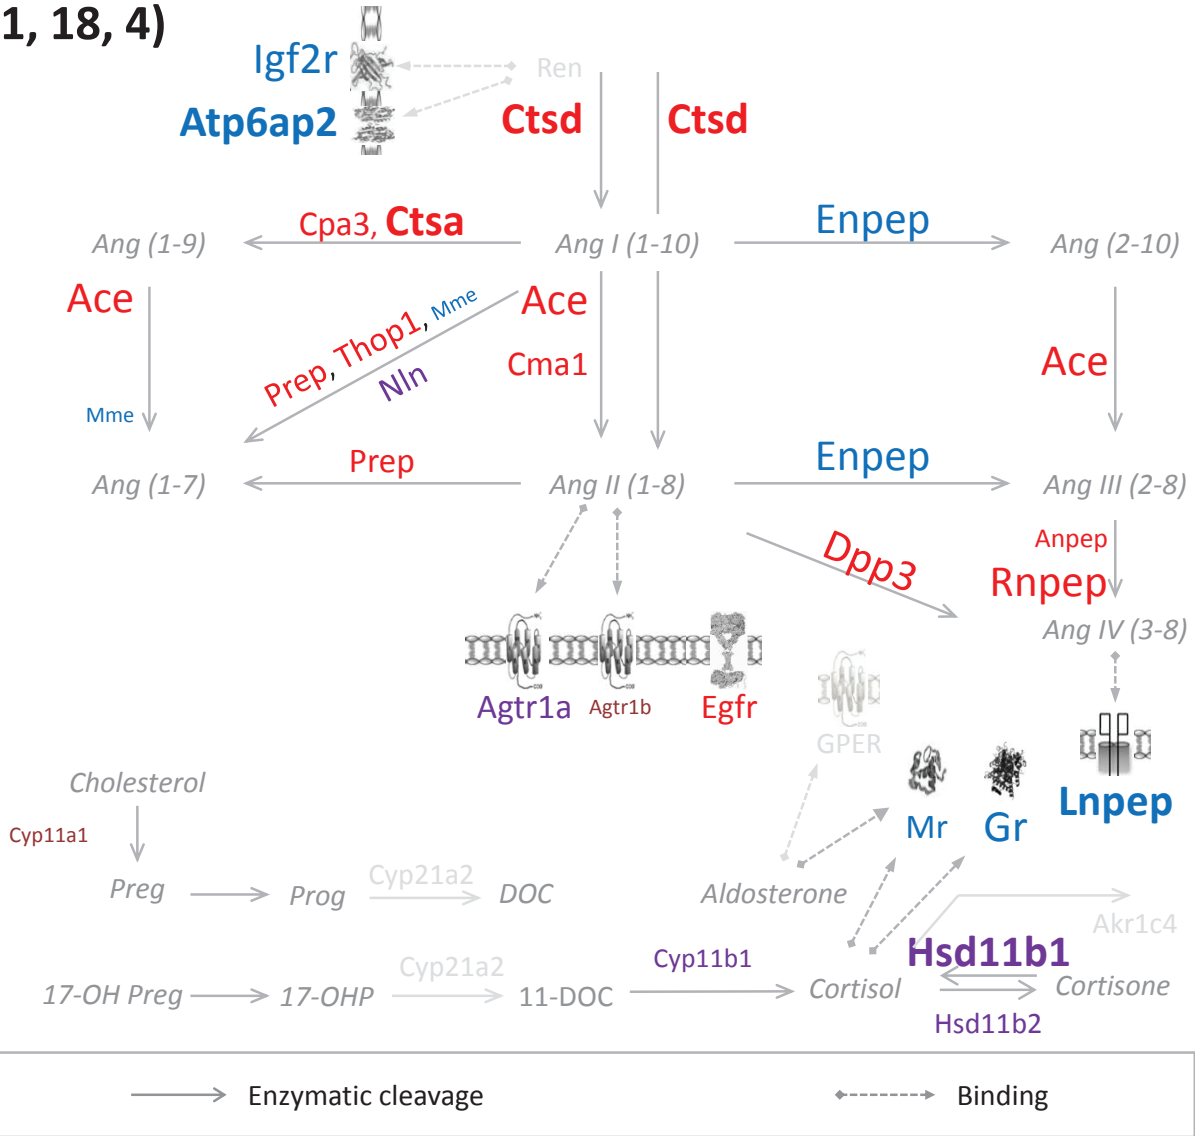 1, 18, 4)
Igf2r
Ren
Atp6ap2
Ctsd
Ctsd
Cpa3, Ctsa
Enpep
Ang (1-9)
Ang I (1-10)
Ang (2-10)
Ace
Prep, Thop1, Mme
Nln
Ace
Cma1
Ace
Mme
Prep
Enpep
Ang (1-7)
Ang II (1-8)
Ang III (2-8)
Dpp3
Anpep
Rnpep
Ang IV (3-8)
Agtr1a
Agtr1b
Egfr
GPER
Lnpep
Mr
Gr
Cholesterol
Cyp11a1
Preg
Prog
Cyp21a2
DOC
Aldosterone
Akr1c4
Hsd11b1
17-OH Preg
17-OHP
Cyp21a2
11-DOC
Cyp11b1
Cortisol
Cortisone
Hsd11b2
Enzymatic cleavage
Binding